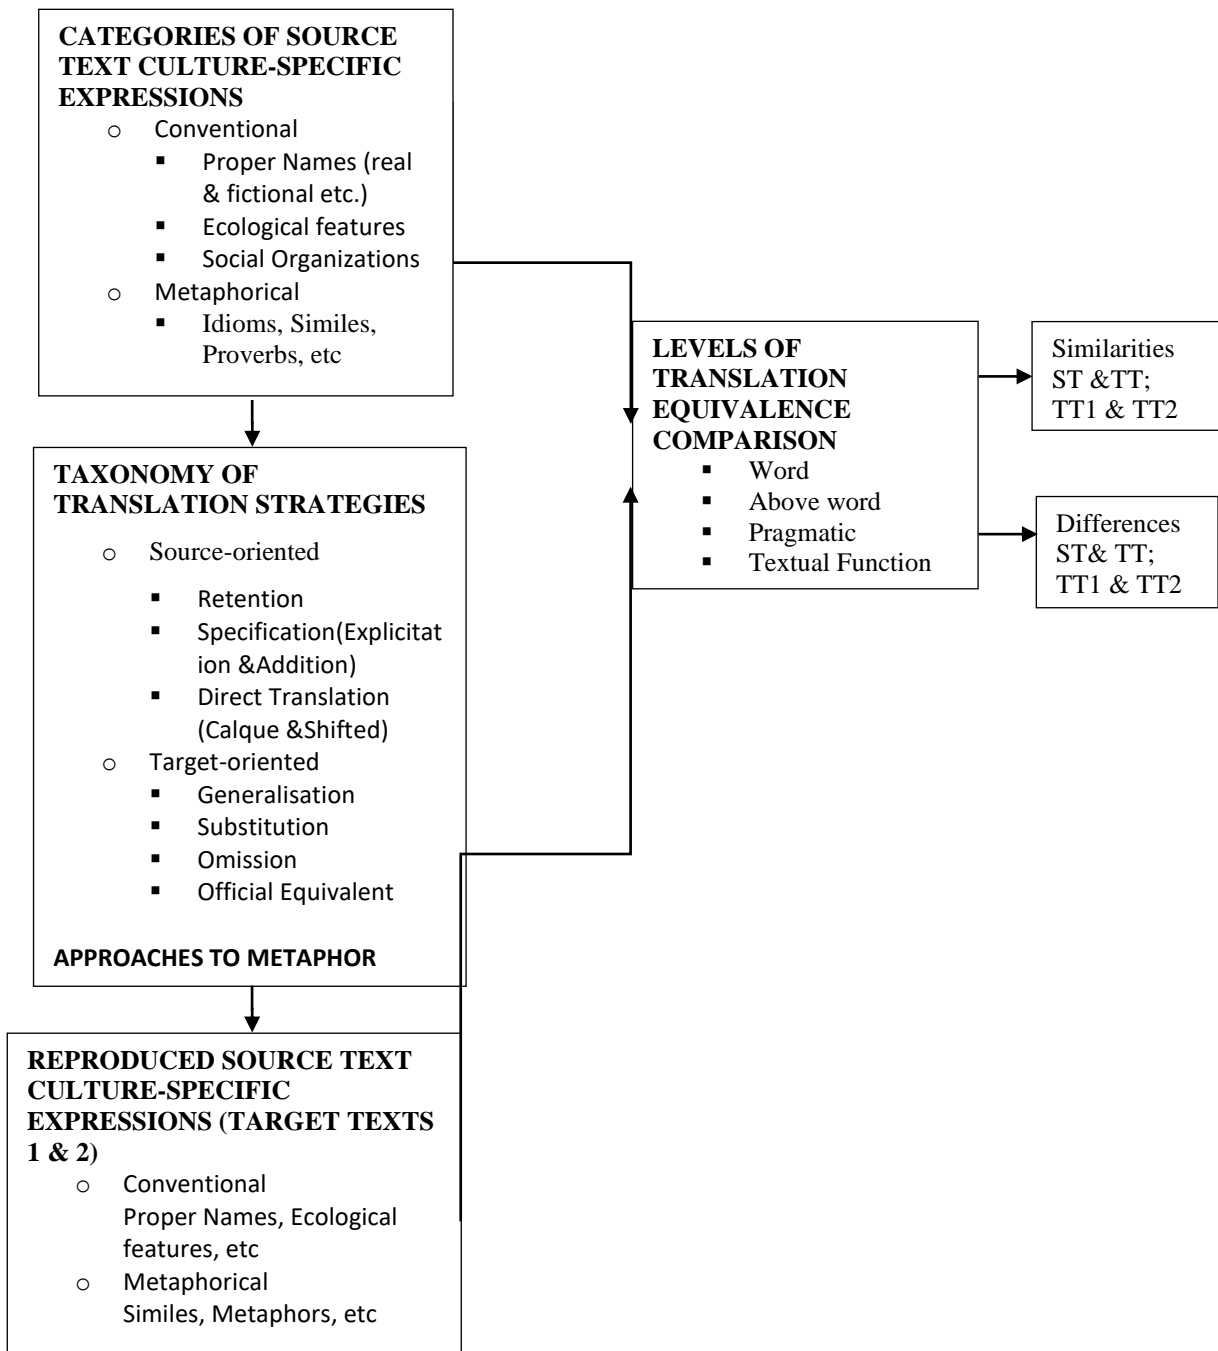 CATEGORIES OF SOURCE
TEXT CULTURE-SPECIFIC
EXPRESSIONS
o Conventional
▪ Proper Names (real
& fictional etc.)
▪ Ecological features
▪ Social Organizations
o Metaphorical
▪ Idioms, Similes,
Proverbs, etc
TAXONOMY OF
TRANSLATION STRATEGIES
o Source-oriented
▪ Retention
▪ Specification(Explicitat
ion &Addition)
▪ Direct Translation
(Calque &Shifted)
o Target-oriented
▪ Generalisation
▪ Substitution
▪ Omission
▪ Official Equivalent
APPROACHES TO METAPHOR
REPRODUCED SOURCE TEXT
CULTURE-SPECIFIC
EXPRESSIONS (TARGET TEXTS
1 & 2)
o Conventional
Proper Names, Ecological
features, etc
o Metaphorical
Similes, Metaphors, etc
LEVELS OF
TRANSLATION
EQUIVALENCE
COMPARISON
▪ Word
▪ Above word
▪ Pragmatic
▪ Textual Function
Similarities
ST &TT;
TT1 & TT2
Differences
ST& TT;
TT1 & TT2